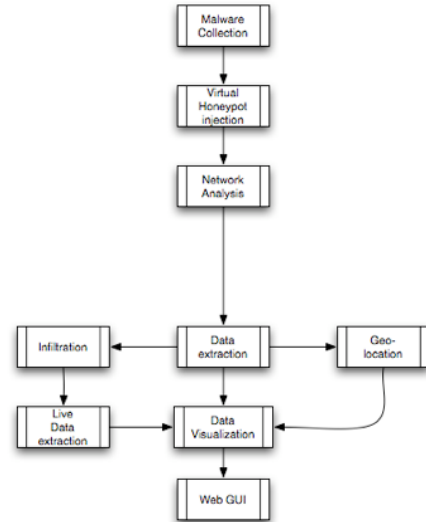 Malware
Collection
Virtual
Honeypot
injection
Network
Analysis
Infiltration
Data
extraction
Geo-
location
Live
Data
extraction
Data
Visualization
Web GUI